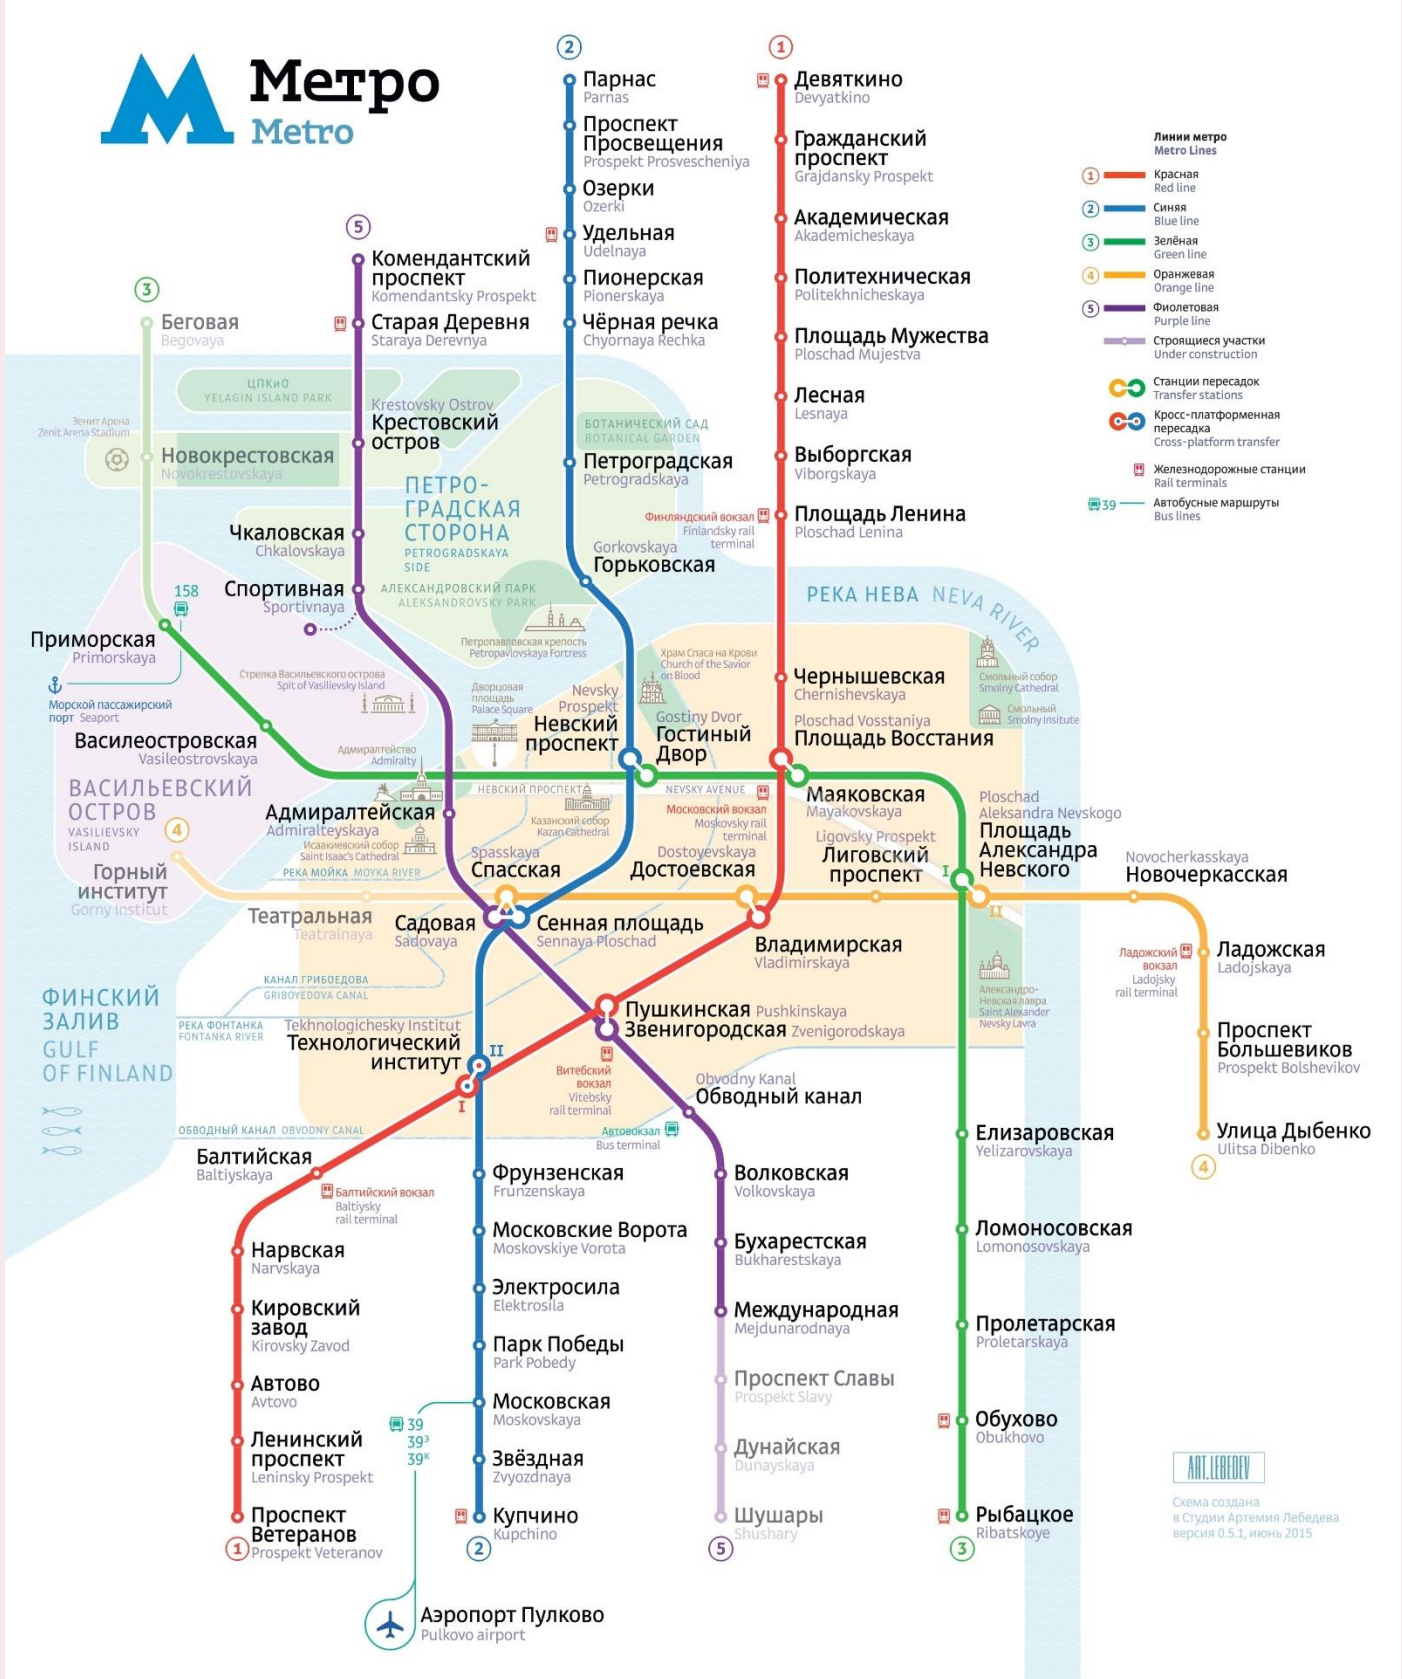 Метро
Metro
2
Парнас
Parnas
Проспект
Просвещения
Prospekt Prosvescheniya
Озерки
Ozerki
Удельная
Udelnaya
Пионерская
Pionerskaya
Чёрная речка
Chyornaya Rechka
1
Девяткино
Devyatkino
Гражданский
проспект
Grajdansky Prospekt
Академическая
Akademicheskaya
Политехническая
Politekhnicheskaya
Площадь Мужества
Ploschad Mujestva
Лесная
Lesnaya
Выборгская
Viborgskaya
Площадь Ленина
Ploschad Lenina
Финляндский вокзал
Finlandsky rail
terminal
Линии метро
Metro Lines
1
Красная
Red line
2
Синяя
Blue line
3
Зелёная
Green line
4
Оранжевая
Orange line
5
Фиолетовая
Purple line
Строящиеся участки
Under construction
Станции пересадок
Transfer stations
Кросс-платформенная
пересадка
Cross-platform transfer
Железнодорожные станции
Rail terminals
39
Автобусные маршруты
Bus lines
5
Комендантский
проспект
Komendantsky Prospekt
Старая Деревня
Staraya Derevnya
3
Беговая
Begovaya
ЦПКиО
YELAGIN ISLAND PARK
Krestovsky Ostrov
Крестовский
остров
Зенит Арена
Zenit Arena Stadium
Новокрестовская
Novokrestovskaya
БОТАНИЧЕСКИЙ САД
BOTANICAL GARDEN
Петроградская
Petrogradskaya
ПЕТРО-
ГРАДСКАЯ
СТОРОНА
PETROGRADSKAYA
SIDE
Чкаловская
Chkalovskaya
Gorkovskaya
Горьковская
Спортивная
Sportivnaya
АЛЕКСАНДРОВСКИЙ ПАРК
ALEKSANDROVSKY PARK
Петропавловская крепость
Petropavlovskaya Fortress
РЕКА НЕВА NEVA RIVER
158
Приморская
Primorskaya
Морской пассажирский
порт Seaport
Стрелка Васильевского острова
Spit of Vasilievsky Island
Василеостровская
Vasileostrovskaya
Дворцовая
площадь
Palace Square
Nevsky
Prospekt
Невский
проспект
Храм Спаса на Крови
Church of the Savior
on Blood
Gostiny Dvor
Гостиный
Двор
Чернышевская
Chernishevskaya
Ploschad Vosstaniya
Площадь Восстания
Смольный собор
Smolny Cathedral
Смольный
Smolny Insitute
Адмиралтейство
Admiralty
НЕВСКИЙ ПРОСПЕКТ
NEVSKY AVENUE
ВАСИЛЬЕВСКИЙ
ОСТРОВ
VASILIEVSKY
ISLAND
Адмиралтейская
Admiralteyskaya
Исаакиевский собор
Saint Isaac's Cathedral
РЕКА МОЙКА MOYKA RIVER
Казанский собор
Kazan Cathedral
Московский вокзал
Moskovsky rail
terminal
Маяковская
Mayakovskaya
Ploschad
Aleksandra Nevskogo
Площадь
Александра
Невского
I
II
4
Горный
институт
Gorny institut
Театральная
Teatralnaya
Spasskaya
Спасская
Dostoyevskaya
Достоевская
Ligovsky Prospekt
Лиговский
проспект
Novocherkasskaya
Новочеркасская
Садовая
Sadovaya
Сенная площадь
Sennaya Ploschad
Владимирская
Vladimirskaya
Ладожский
вокзал
Ladojsky
rail terminal
Ладожская
Ladojskaya
ФИНСКИЙ
ЗАЛИВ
GULF
OF FINLAND
КАНАЛ ГРИБОЕДОВА
GRIBOYEDOVA CANAL
РЕКА ФОНТАНКА
FONTANKA RIVER
Tekhnologichesky Institut
Технологический
институт
II
I
Пушкинская Pushkinskaya
Звенигородская Zvenigorodskaya
Александро-
Невская лавра
Saint Alexander
Nevsky Lavra
Проспект
Большевиков
Prospekt Bolshevikov
Витебский
вокзал
Vitebsky
rail terminal
Obvodny Kanal
Обводный канал
Автовокзал
Bus terminal
ОБВОДНЫЙ КАНАЛ OBVODNY CANAL
Улица Дыбенко
Ulitsa Dibenko
4
Балтийская
Baltiyskaya
Балтийский вокзал
Baltiysky
rail terminal
Нарвская
Narvskaya
Кировский
завод
Kirovsky Zavod
Автово
Avtovo
Ленинский
проспект
Leninsky Prospekt
Проспект
Ветеранов
Prospekt Veteranov
1
Фрунзенская
Frunzenskaya
Московские Ворота
Moskovskiye Vorota
Электросила
Elektrosila
Парк Победы
Park Pobedy
Московская
Moskovskaya
39
39Э
39К
Звёздная
Zvyozdnaya
Купчино
Kupchino
2
Волковская
Volkovskaya
Бухарестская
Bukharestskaya
Международная
Mejdunarodnaya
Проспект Славы
Prospekt Slavy
Дунайская
Dunayskaya
Шушары
Shushary
5
Елизаровская
Yelizarovskaya
Ломоносовская
Lomonosovskaya
Пролетарская
Proletarskaya
Обухово
Obukhovo
Рыбацкое
Ribatskoye
3
Аэропорт Пулково
Pulkovo airport
ART.LEBEDEV
Схема создана
в Студии Артемия Лебедева
версия 0.5.1, июнь 2015